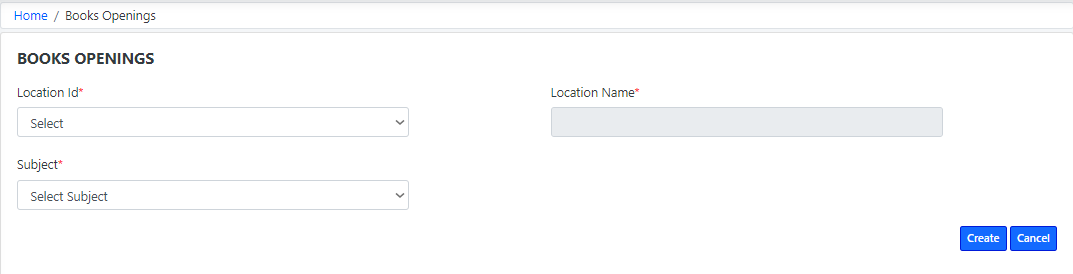 Home / Books Openings
BOOKS OPENINGS
Location Id* Location Name*
Select
Subject*
Select Subject
Create Cancel